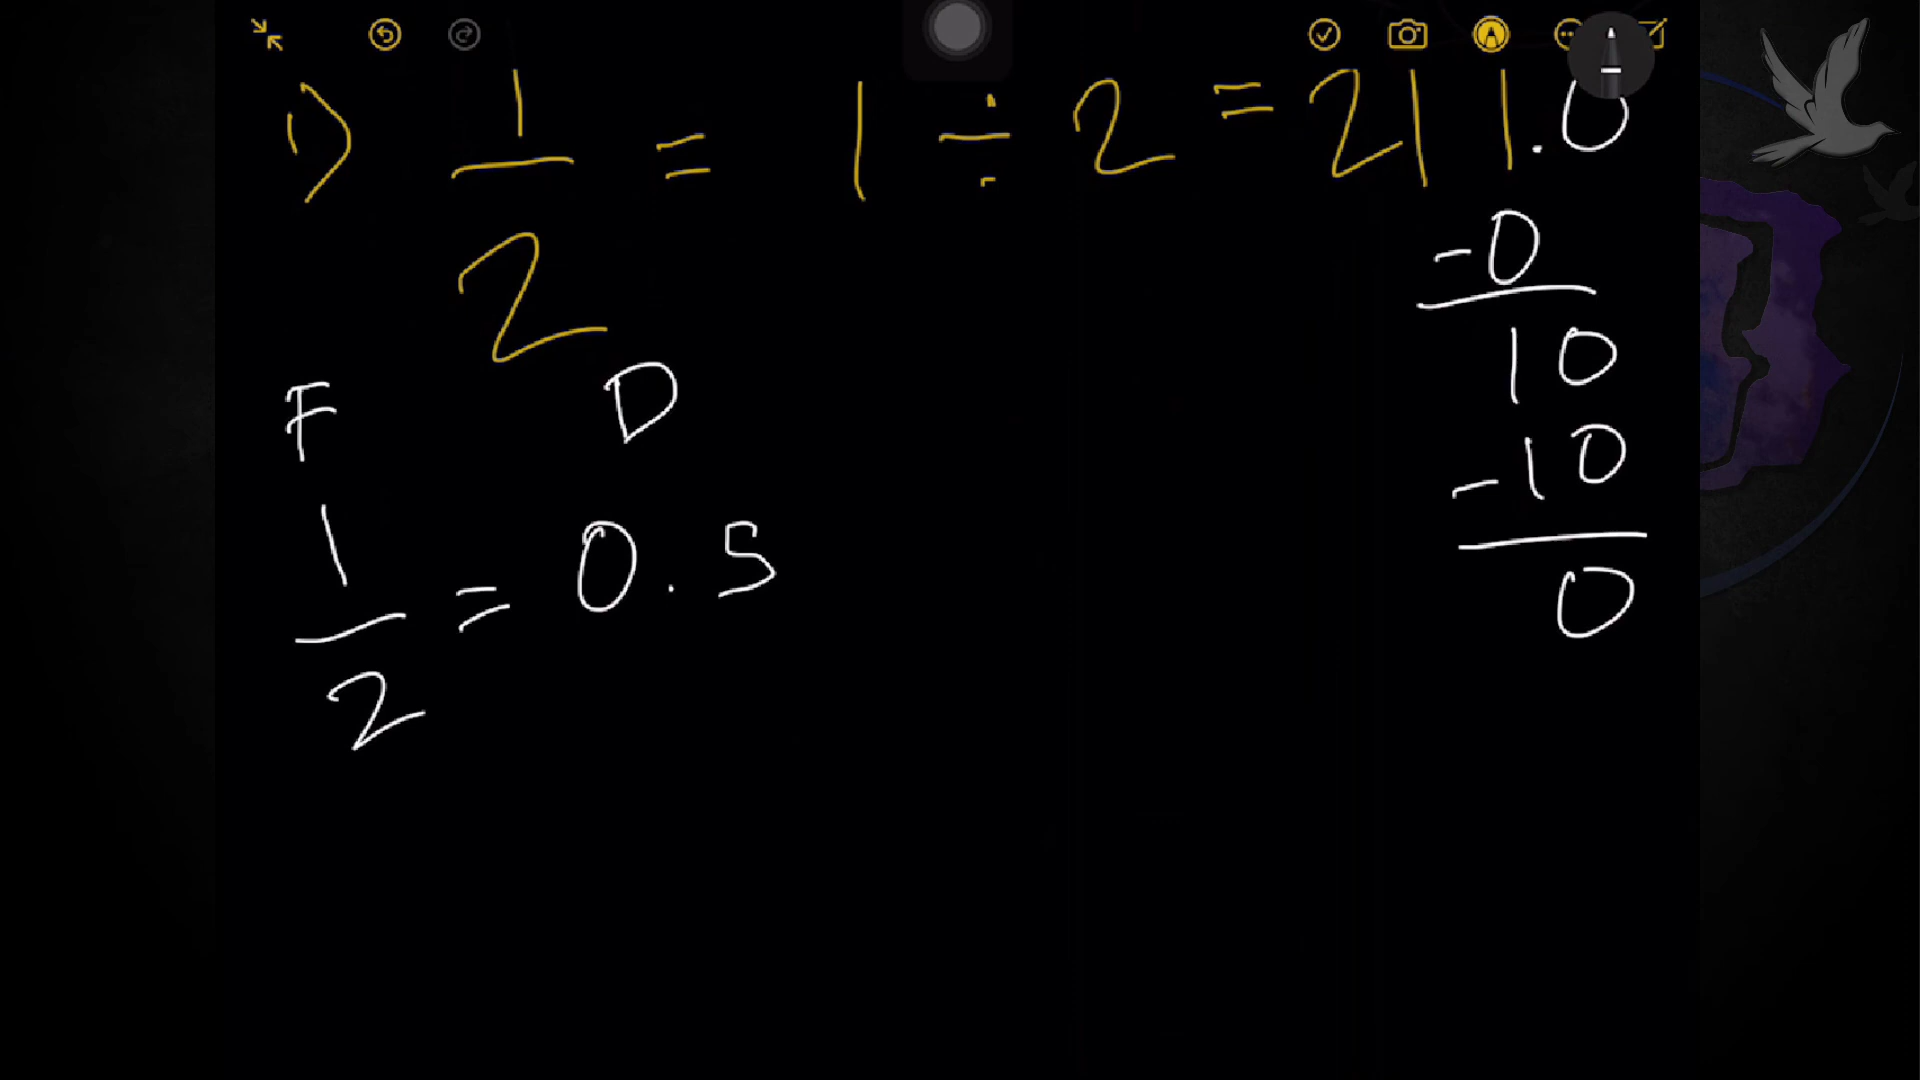 1) 1/2 = 1 ÷ 2 = 2|1.0
-0
10
-10
0
F D
1/2 = 0.5